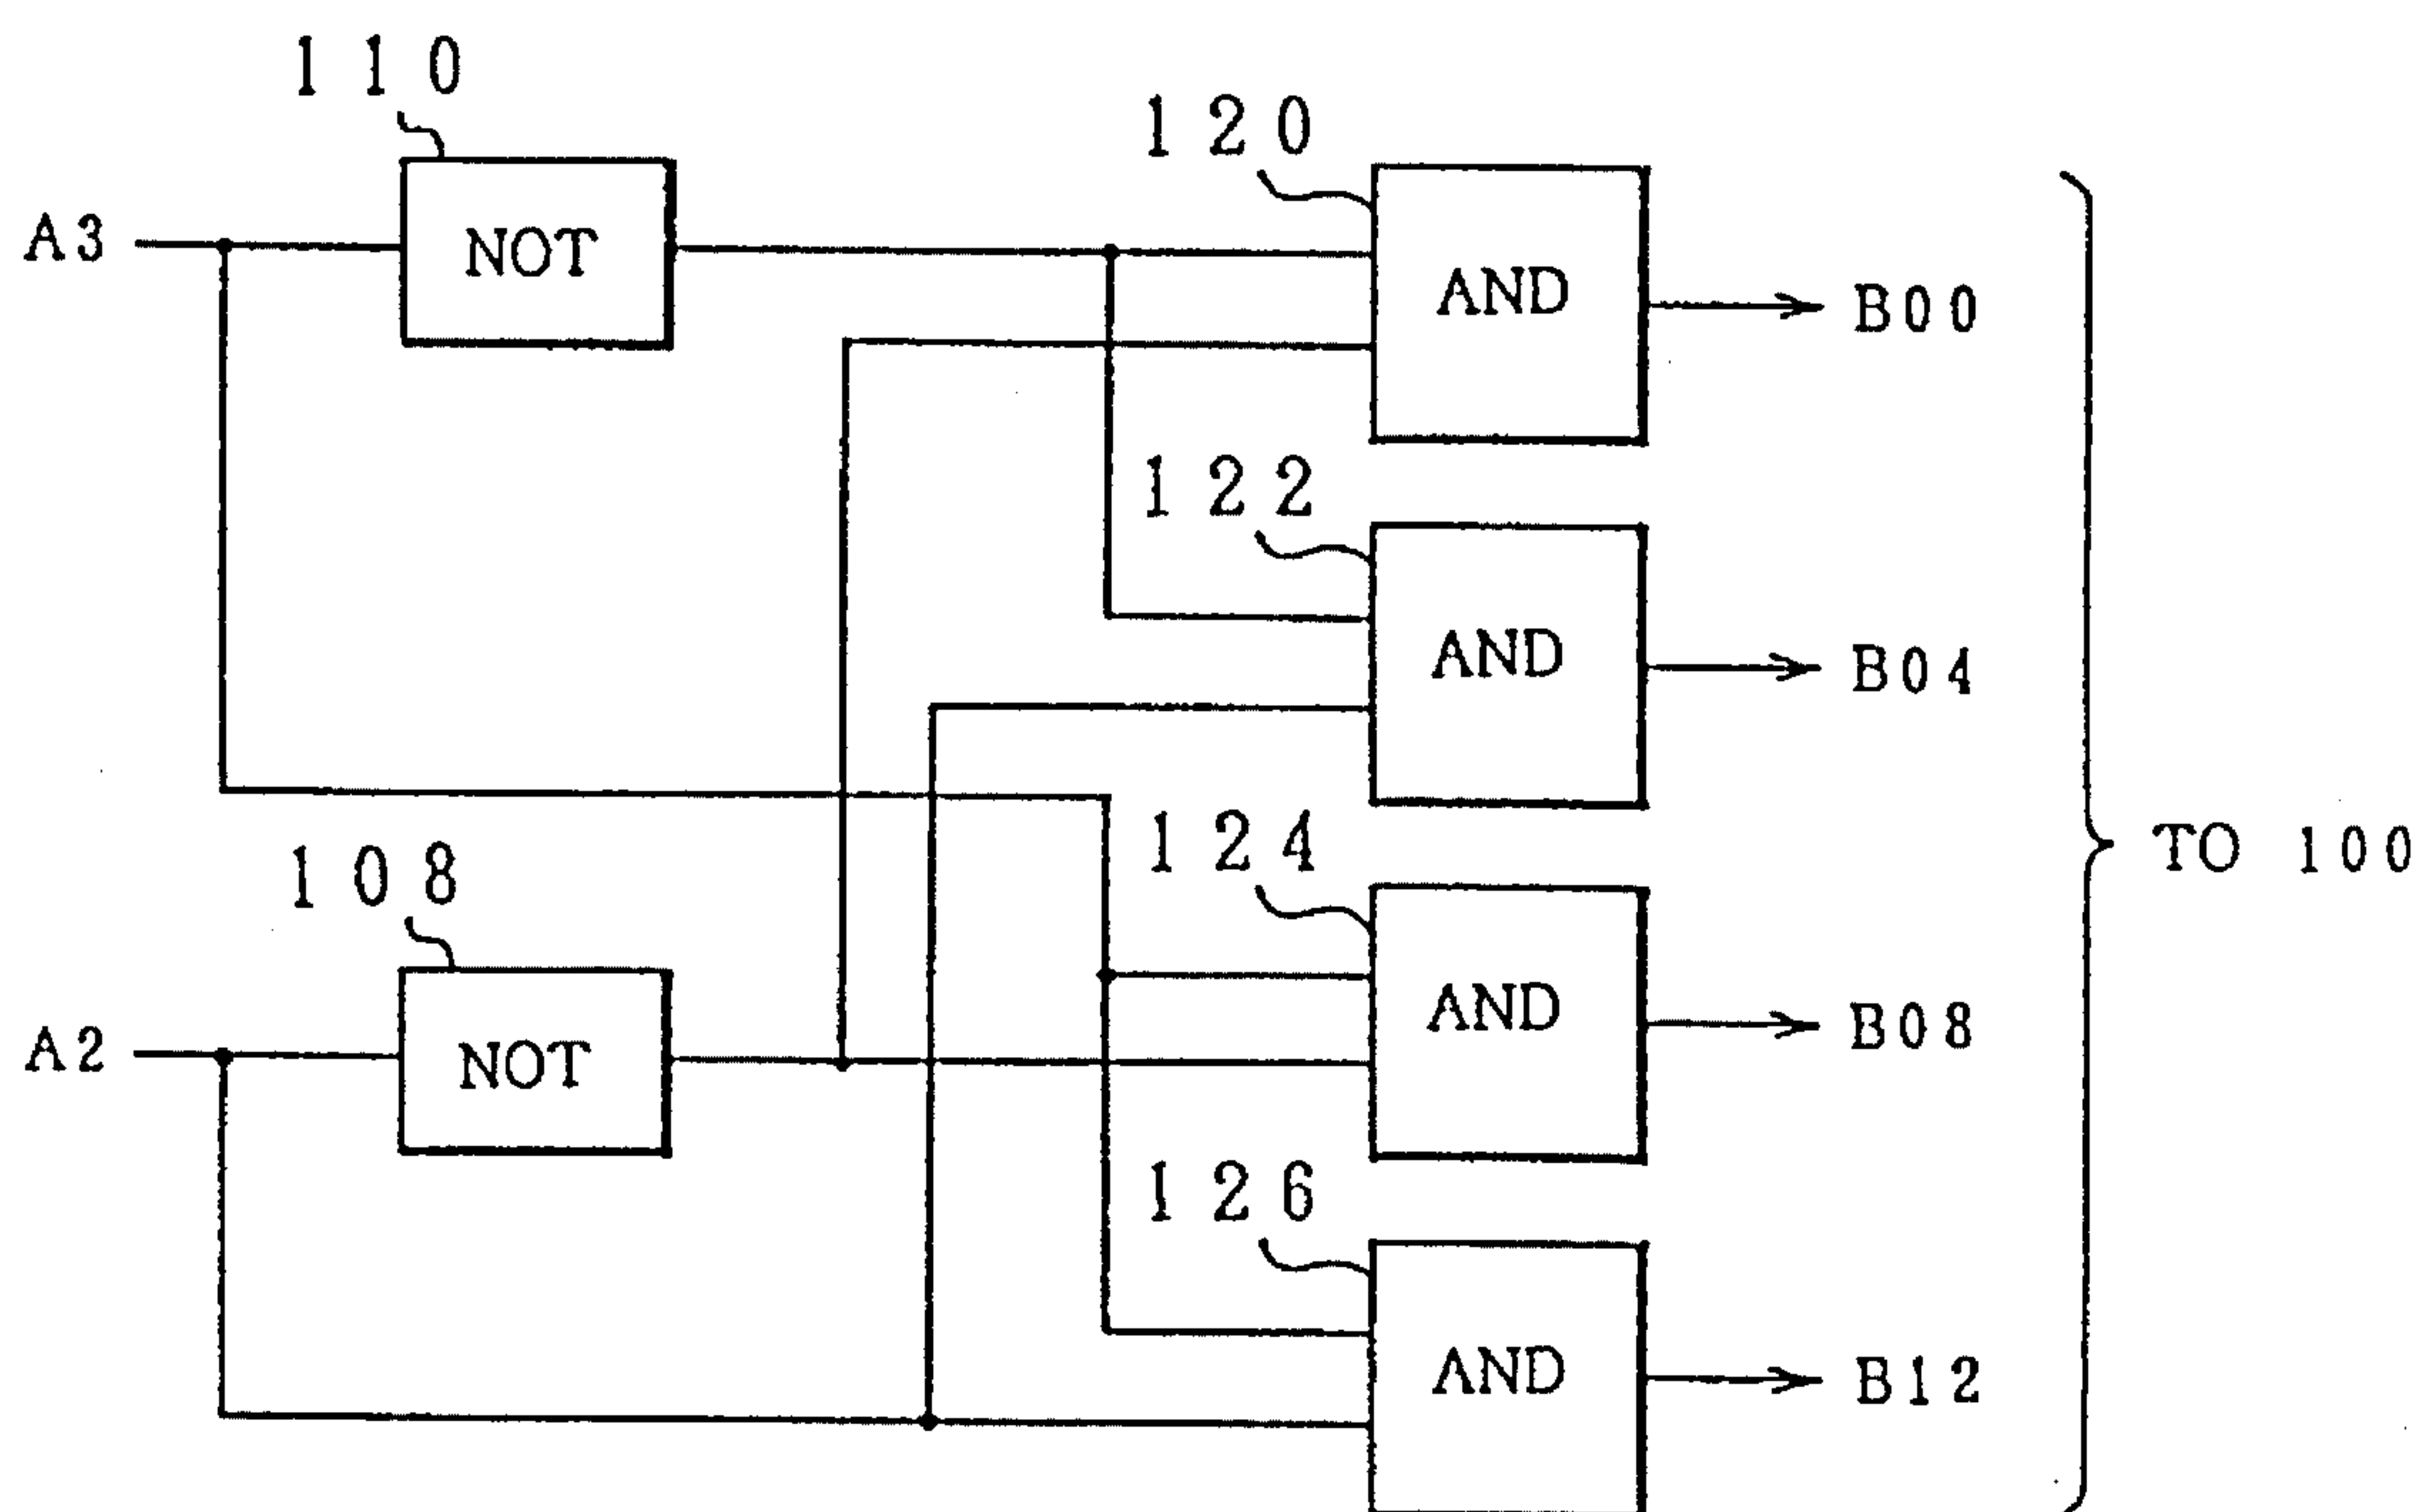 110
120
A3
NOT
AND
B00
122
AND
B04
124
TO 100
108
AND
B08
A2
NOT
126
AND
B12